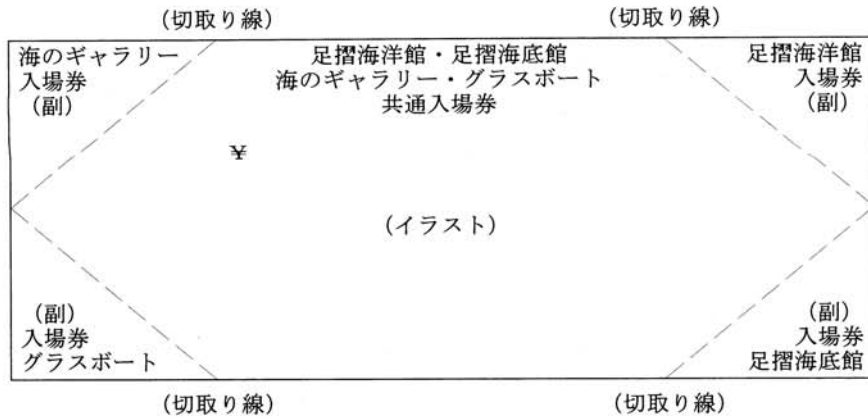 (切取り線)
(切取り線)
海のギャラリー
入場券
(副)
足摺海洋館・足摺海底館
海のギャラリー・グラスボート
共通入場券
足摺海洋館
入場券
(副)
¥
(イラスト)
(副)
入場券
グラスボート
(副)
入場券
足摺海底館
(切取り線)
(切取り線)